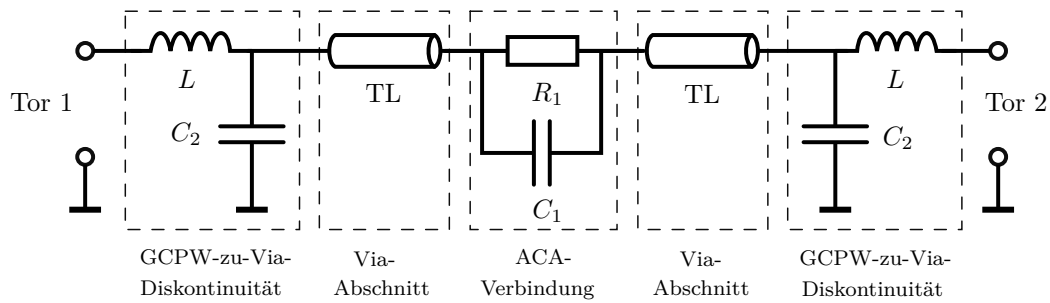 Tor 1
L
C2
TL
R1
C1
TL
L
C2
Tor 2
GCPW-zu-Via-
Diskontinuität
Via-
Abschnitt
ACA-
Verbindung
Via-
Abschnitt
GCPW-zu-Via-
Diskontinuität